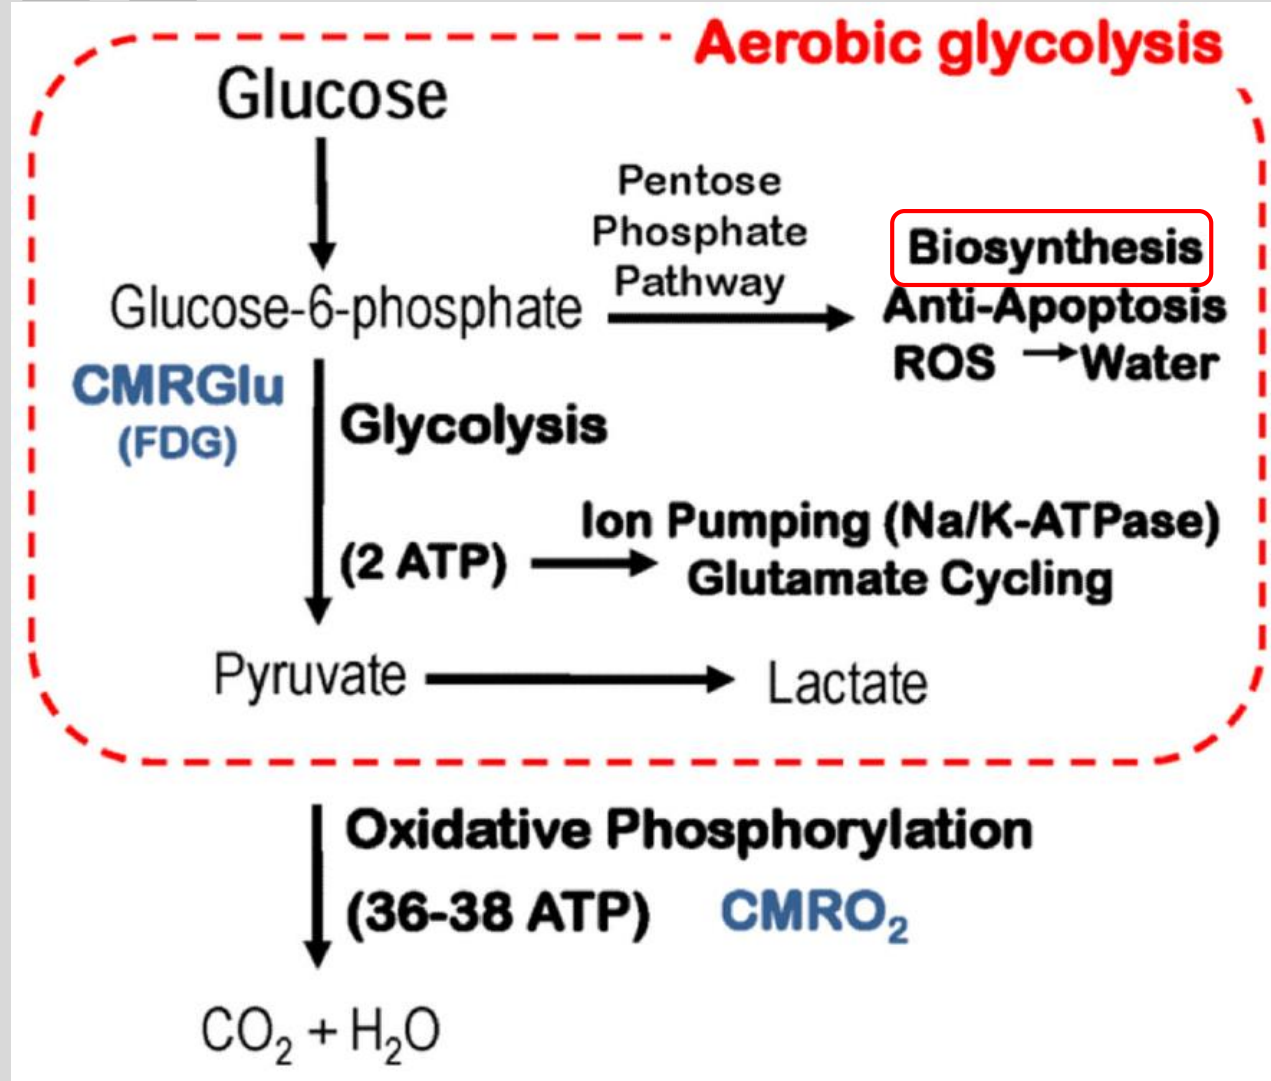 Aerobic glycolysis
Glucose
Pentose
Phosphate
Pathway
Biosynthesis
Anti-Apoptosis
ROS → Water
Glucose-6-phosphate
CMRGlu
(FDG)
Glycolysis
Ion Pumping (Na/K-ATPase)
(2 ATP)
Glutamate Cycling
Pyruvate
Lactate
Oxidative Phosphorylation
(36-38 ATP) CMRO₂
CO₂ + H₂O